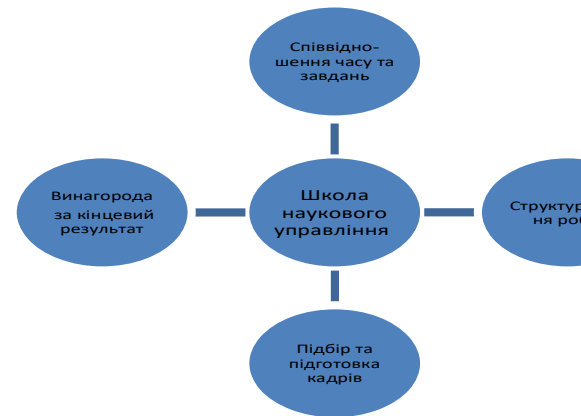 Співвідно-
шення часу та
завдань
Винагорода
за кінцевий
результат
Школа
наукового
управління
Підбір та
підготовка
кадрів